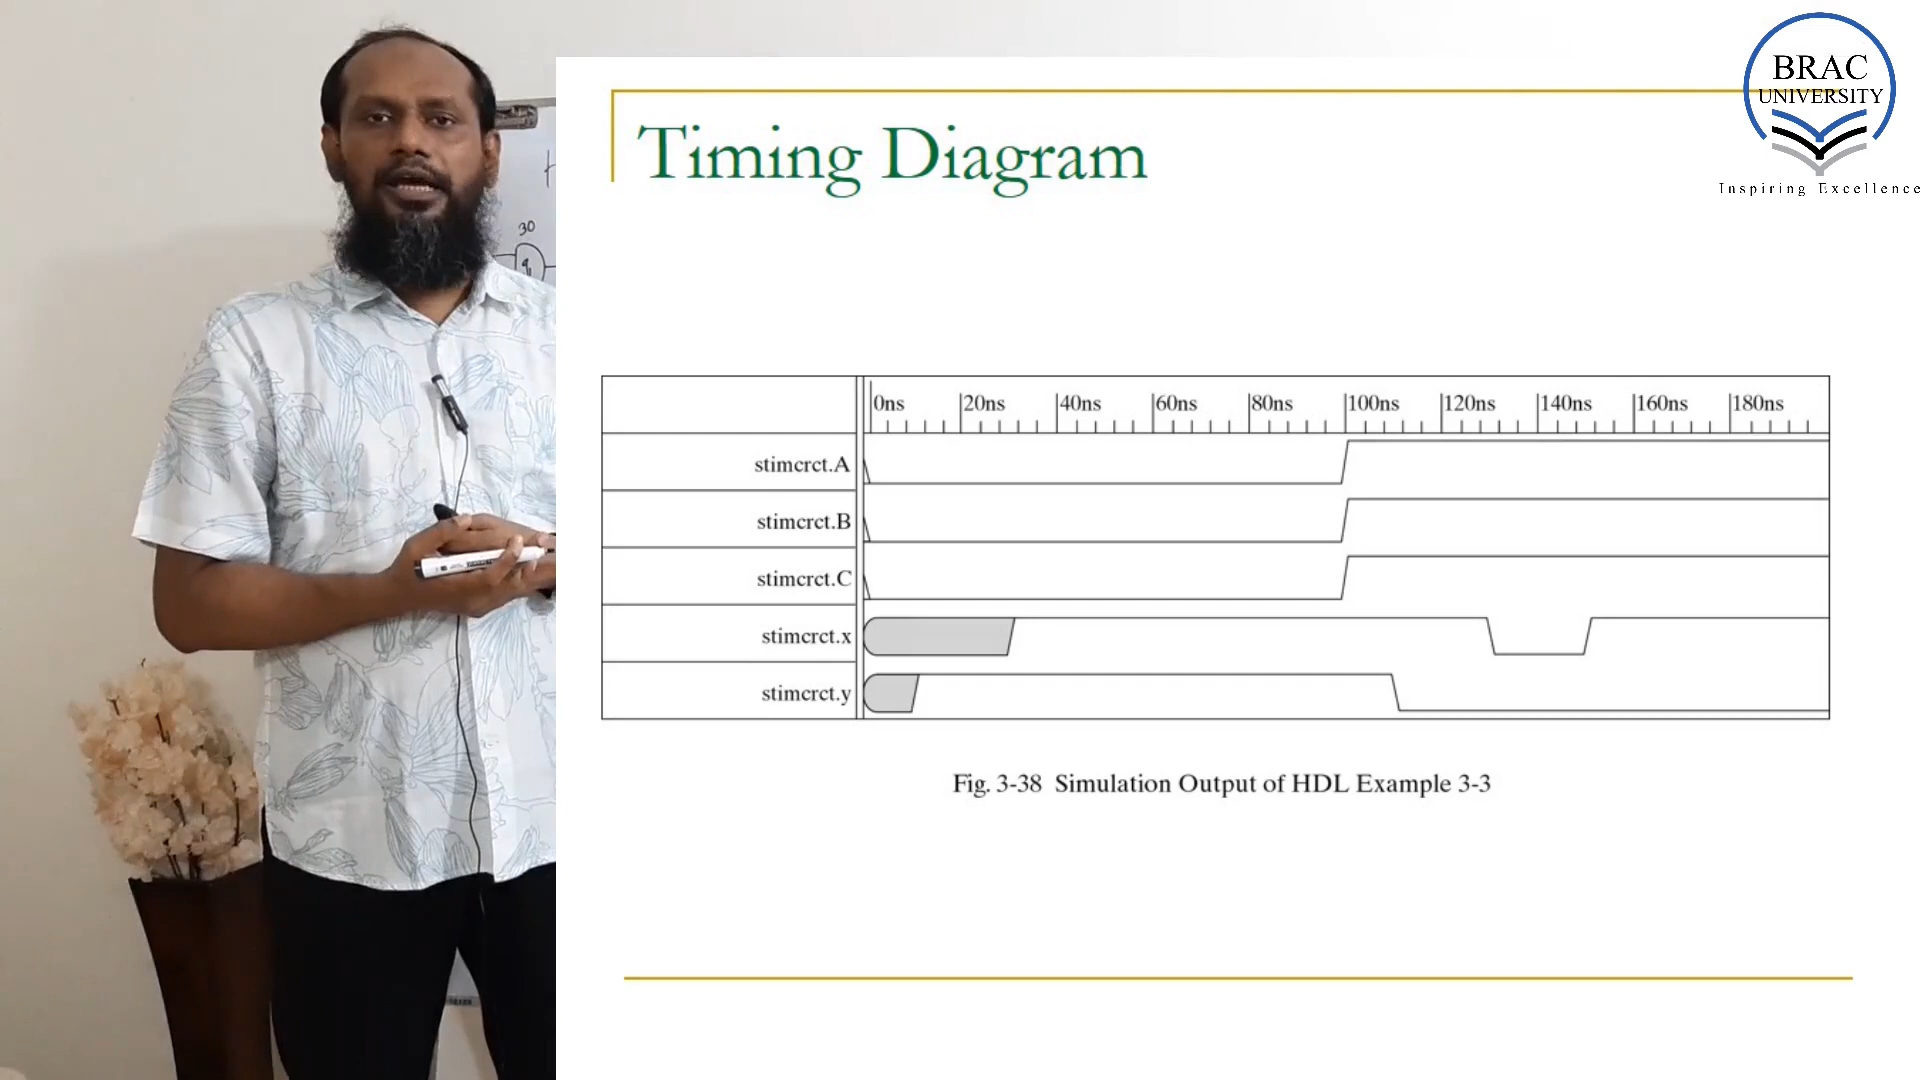 BRAC
UNIVERSITY
Inspiring Excellence
Timing Diagram
30
0ns 20ns 40ns 60ns 80ns 100ns 120ns 140ns 160ns 180ns
stimcrct.A
stimcrct.B
stimcrct.C
stimcrct.x
stimcrct.y
Fig. 3-38 Simulation Output of HDL Example 3-3